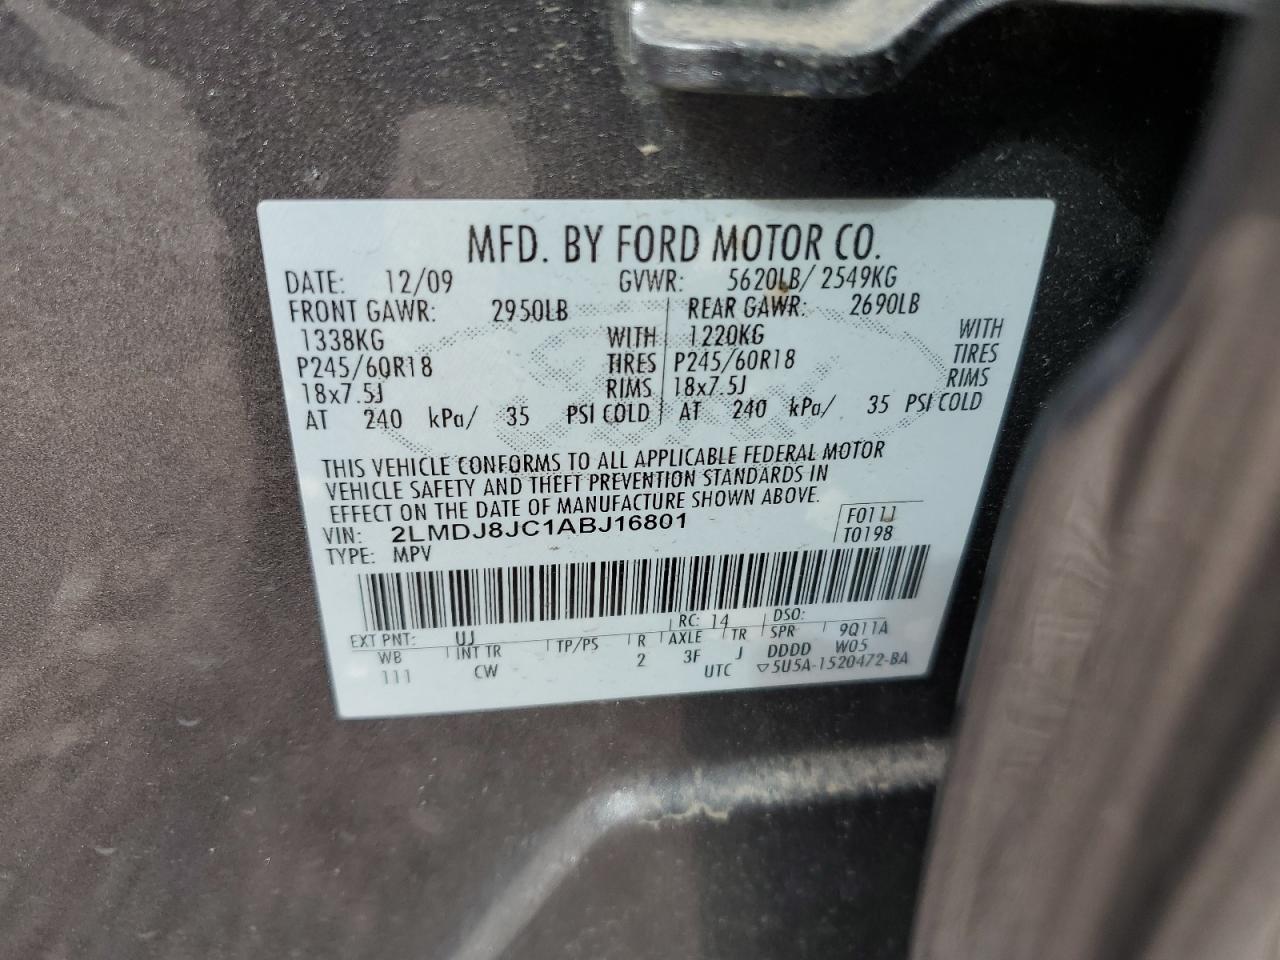 MFD. BY FORD MOTOR CO.
DATE: 12/09 GVWR: 5620LB/ 2549KG
FRONT GAWR: 2950LB REAR GAWR: 2690LB
1338KG WITH 1220KG WITH
P245/60R18 TIRES P245/60R18 TIRES
18x7.5J RIMS 18x7.5J RIMS
AT 240 kPa/ 35 PSI COLD AT 240 kPa/ 35 PSI COLD
THIS VEHICLE CONFORMS TO ALL APPLICABLE FEDERAL MOTOR
VEHICLE SAFETY AND THEFT PREVENTION STANDARDS IN
EFFECT ON THE DATE OF MANUFACTURE SHOWN ABOVE.
VIN: 2LMDJ8JC1ABJ16801 F0111
TYPE: MPV T0198
EXT PNT: UJ RC: 14 DSO:
WB INT TR TP/PS R AXLE TR SPR 9Q11A
111 CW 2 3F J DDDD W05
UTC ▽5U5A-1520472-BA